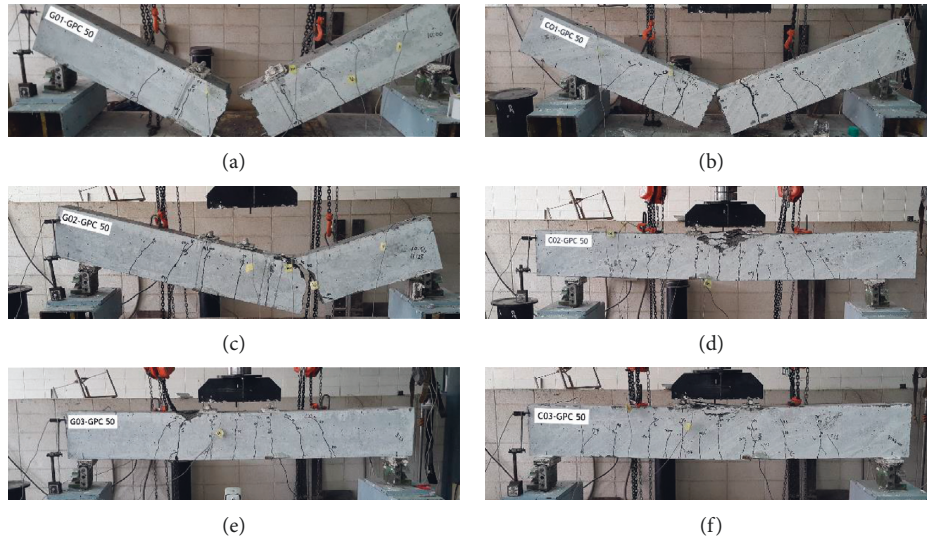 G01-GPC 50
C01-GPC 50
(a)
(b)
G02-GPC 50
C02-GPC 50
(c)
(d)
G03-GPC 50
C03-GPC 50
(e)
(f)